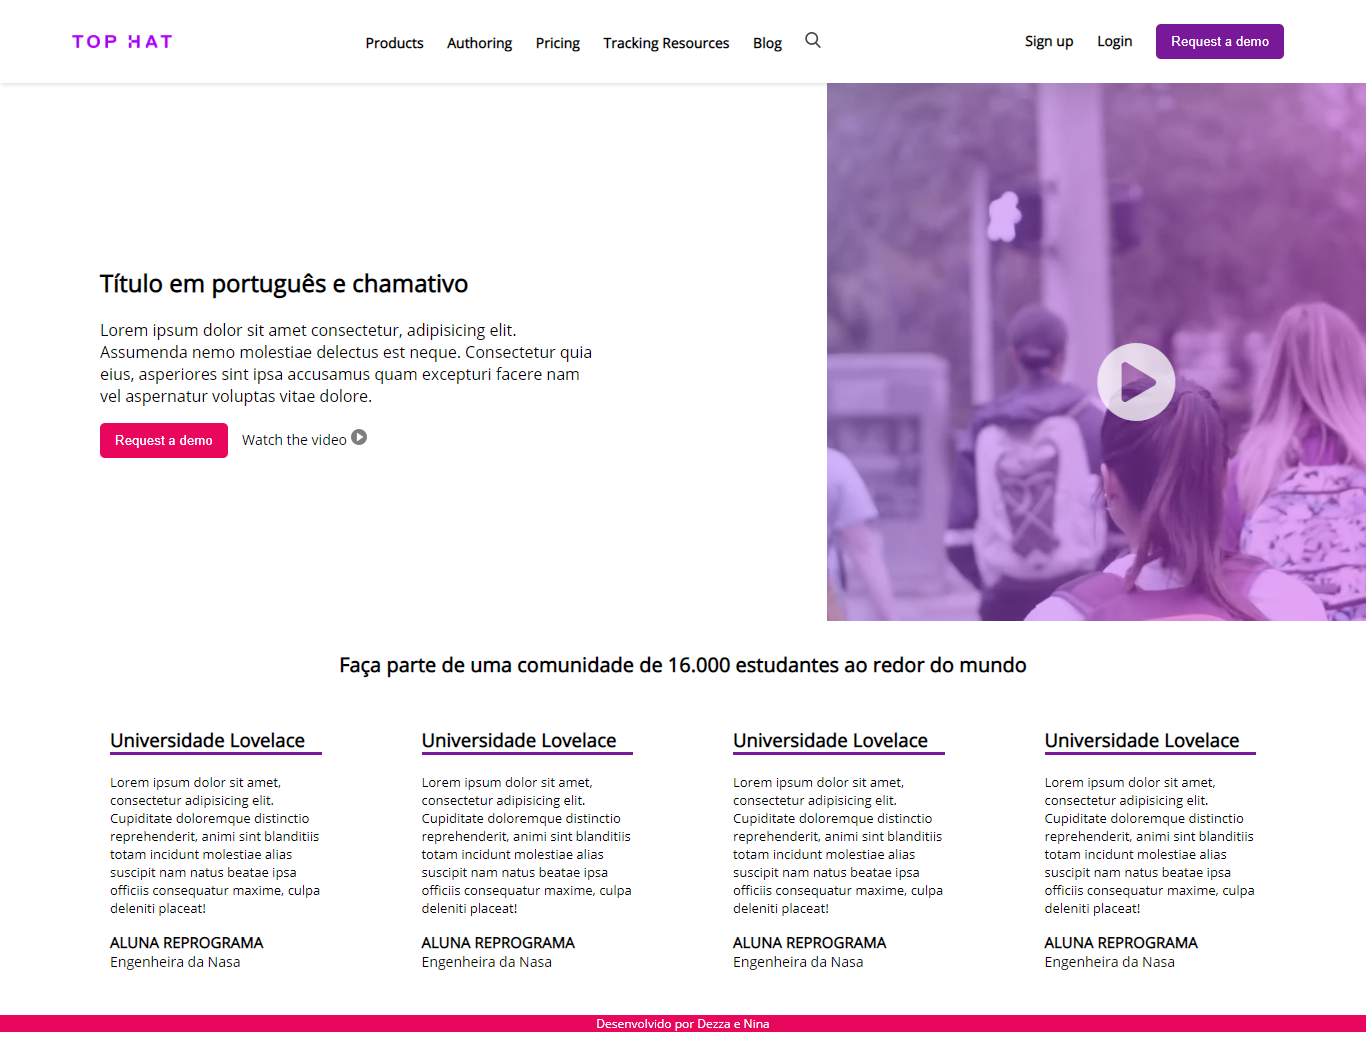 TOP HAT
Products Authoring Pricing Tracking Resources Blog
Sign up Login Request a demo
Título em português e chamativo
Lorem ipsum dolor sit amet consectetur, adipisicing elit.
Assumenda nemo molestiae delectus est neque. Consectetur quia
eius, asperiores sint ipsa accusamus quam excepturi facere nam
vel aspernatur voluptas vitae dolore.
Request a demo Watch the video
Faça parte de uma comunidade de 16.000 estudantes ao redor do mundo
Universidade Lovelace
Lorem ipsum dolor sit amet,
consectetur adipisicing elit.
Cupiditate doloremque distinctio
reprehenderit, animi sint blanditiis
totam incidunt molestiae alias
suscipit nam natus beatae ipsa
officiis consequatur maxime, culpa
deleniti placeat!
ALUNA REPROGRAMA
Engenheira da Nasa
Universidade Lovelace
Lorem ipsum dolor sit amet,
consectetur adipisicing elit.
Cupiditate doloremque distinctio
reprehenderit, animi sint blanditiis
totam incidunt molestiae alias
suscipit nam natus beatae ipsa
officiis consequatur maxime, culpa
deleniti placeat!
ALUNA REPROGRAMA
Engenheira da Nasa
Universidade Lovelace
Lorem ipsum dolor sit amet,
consectetur adipisicing elit.
Cupiditate doloremque distinctio
reprehenderit, animi sint blanditiis
totam incidunt molestiae alias
suscipit nam natus beatae ipsa
officiis consequatur maxime, culpa
deleniti placeat!
ALUNA REPROGRAMA
Engenheira da Nasa
Universidade Lovelace
Lorem ipsum dolor sit amet,
consectetur adipisicing elit.
Cupiditate doloremque distinctio
reprehenderit, animi sint blanditiis
totam incidunt molestiae alias
suscipit nam natus beatae ipsa
officiis consequatur maxime, culpa
deleniti placeat!
ALUNA REPROGRAMA
Engenheira da Nasa
Desenvolvido por Dezza e Nina